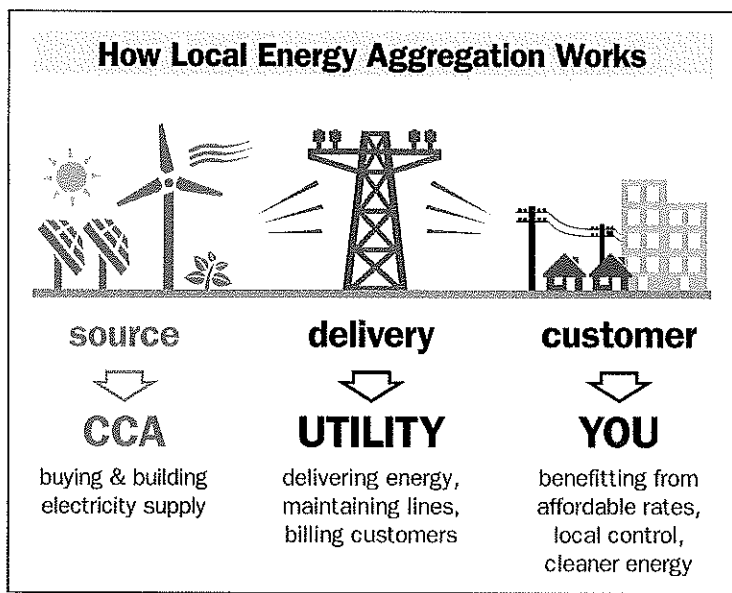 How Local Energy Aggregation Works
source
delivery
customer
CCA
UTILITY
YOU
buying & building
electricity supply
delivering energy,
maintaining lines,
billing customers
benefitting from
affordable rates,
local control,
cleaner energy